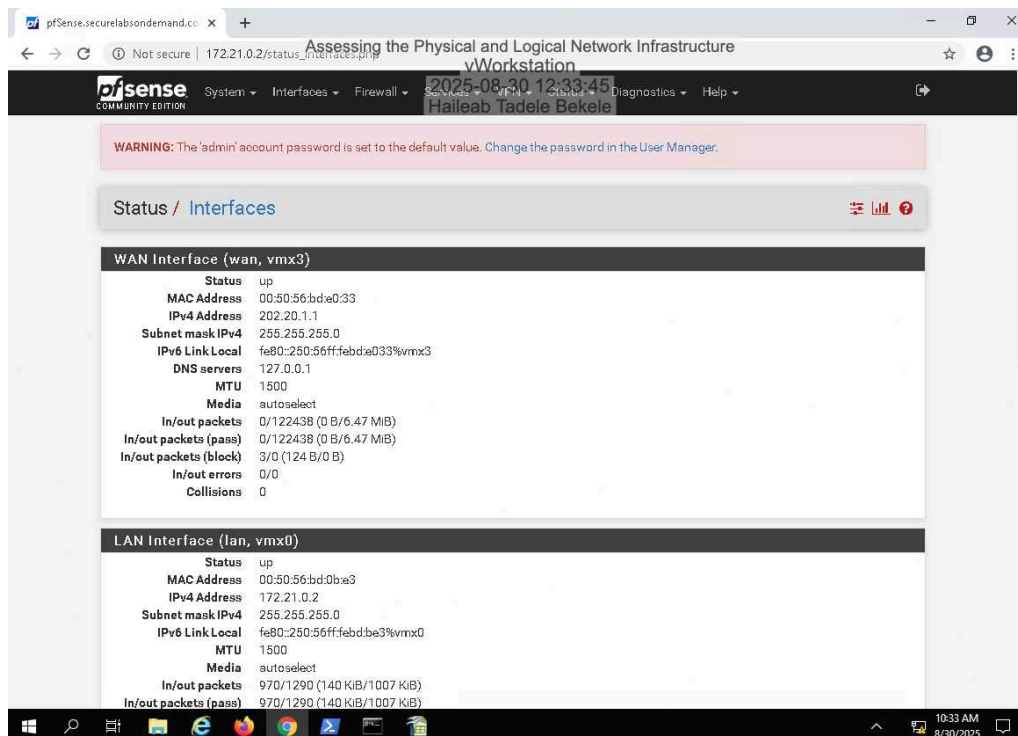 pfSense.securelabsondemand.co
Not secure | 172.21.0.2/status_interfaces.php
Assessing the Physical and Logical Network Infrastructure
vWorkstation
2025-08-30 12:33:45
Haileab Tadele Bekele
pfsense
COMMUNITY EDITION
System Interfaces Firewall Services VPN Status Diagnostics Help
WARNING: The 'admin' account password is set to the default value. Change the password in the User Manager.
Status / Interfaces
WAN Interface (wan, vmx3)
Status up
MAC Address 00:50:56:bd:e0:33
IPv4 Address 202.20.1.1
Subnet mask IPv4 255.255.255.0
IPv6 Link Local fe80::250:56ff:febd:e033%vmx3
DNS servers 127.0.0.1
MTU 1500
Media autoselect
In/out packets 0/122438 (0 B/6.47 MiB)
In/out packets (pass) 0/122438 (0 B/6.47 MiB)
In/out packets (block) 3/0 (124 B/0 B)
In/out errors 0/0
Collisions 0
LAN Interface (lan, vmx0)
Status up
MAC Address 00:50:56:bd:0b:e3
IPv4 Address 172.21.0.2
Subnet mask IPv4 255.255.255.0
IPv6 Link Local fe80::250:56ff:febd:be3%vmx0
MTU 1500
Media autoselect
In/out packets 970/1290 (140 KiB/1007 KiB)
In/out packets (pass) 970/1290 (140 KiB/1007 KiB)
10:33 AM
8/30/2025